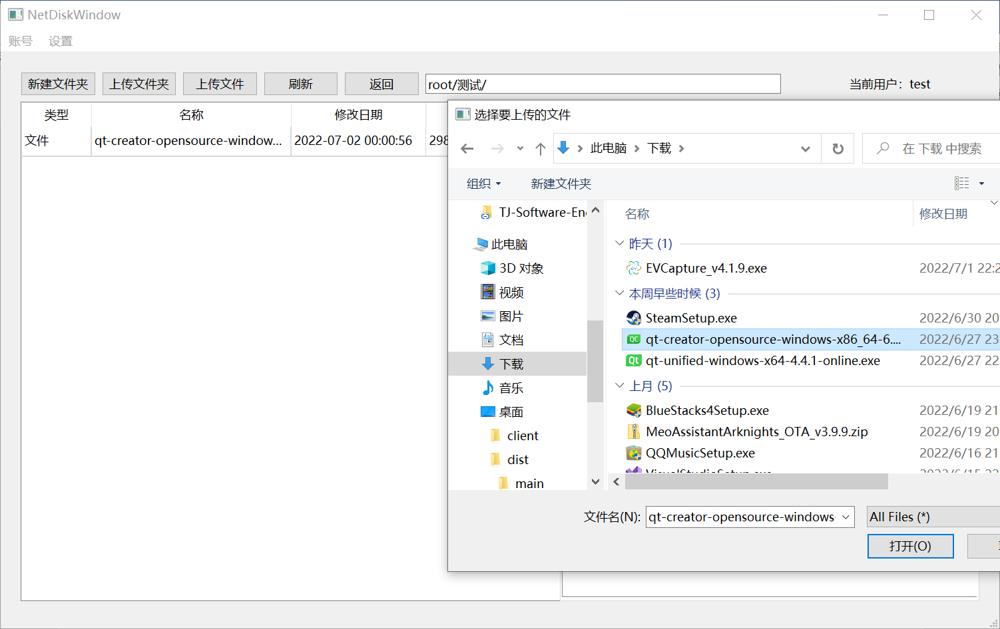 NetDiskWindow
账号 设置
新建文件夹 上传文件夹 上传文件 刷新 返回 root/测试/ 当前用户：test
类型 名称 修改日期
文件 qt-creator-opensource-window... 2022-07-02 00:00:56 298
选择要上传的文件
此电脑 下载 在 下载 中搜索
组织 新建文件夹
TJ-Software-En
此电脑
3D 对象
视频
图片
文档
下载
音乐
桌面
client
dist
main
名称 修改日期
昨天 (1)
EVCapture_v4.1.9.exe 2022/7/1 22:2
本周早些时候 (3)
SteamSetup.exe 2022/6/30 20
qt-creator-opensource-windows-x86_64-6.... 2022/6/27 23
qt-unified-windows-x64-4.4.1-online.exe 2022/6/27 22
上月 (5)
BlueStacks4Setup.exe 2022/6/19 21
MeoAssistantArknights_OTA_v3.9.9.zip 2022/6/19 20
QQMusicSetup.exe 2022/6/16 21
VisualStudioSetup.exe
文件名(N): qt-creator-opensource-windows- All Files (*)
打开(O)